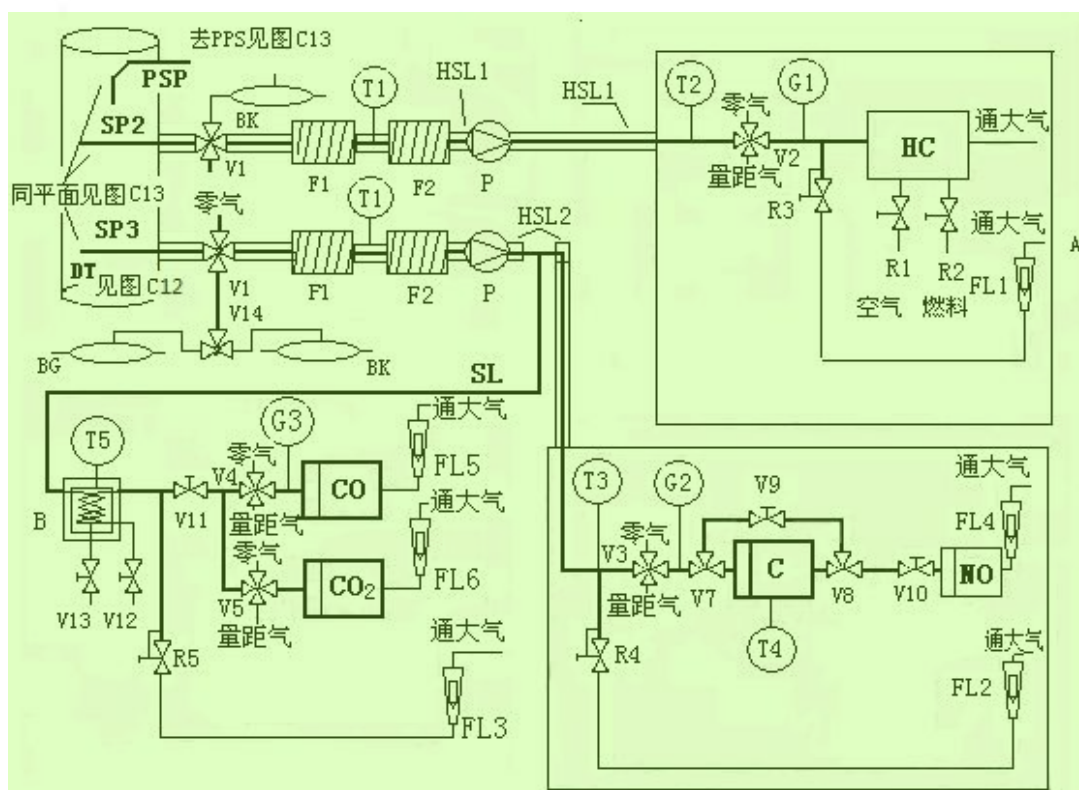 去PPS见图C13
PSP
SP2
BK
V1
T1
F1
F2
P
HSL1
HSL1
T2
零气
量距气
V2
G1
HC
通大气
R3
R1
R2
空气
燃料
通大气
FL1
A
同平面见图C13
零气
SP3
DT
见图C12
V1
V14
T1
F1
F2
P
HSL2
BG
BK
SL
T5
B
V13
V12
V11
V4
零气
量距气
G3
CO
通大气
FL5
零气
V5
量距气
CO₂
通大气
FL6
R5
通大气
FL3
T3
零气
V3
量距气
G2
V9
V7
C
T4
V8
V10
NO
通大气
FL4
R4
通大气
FL2